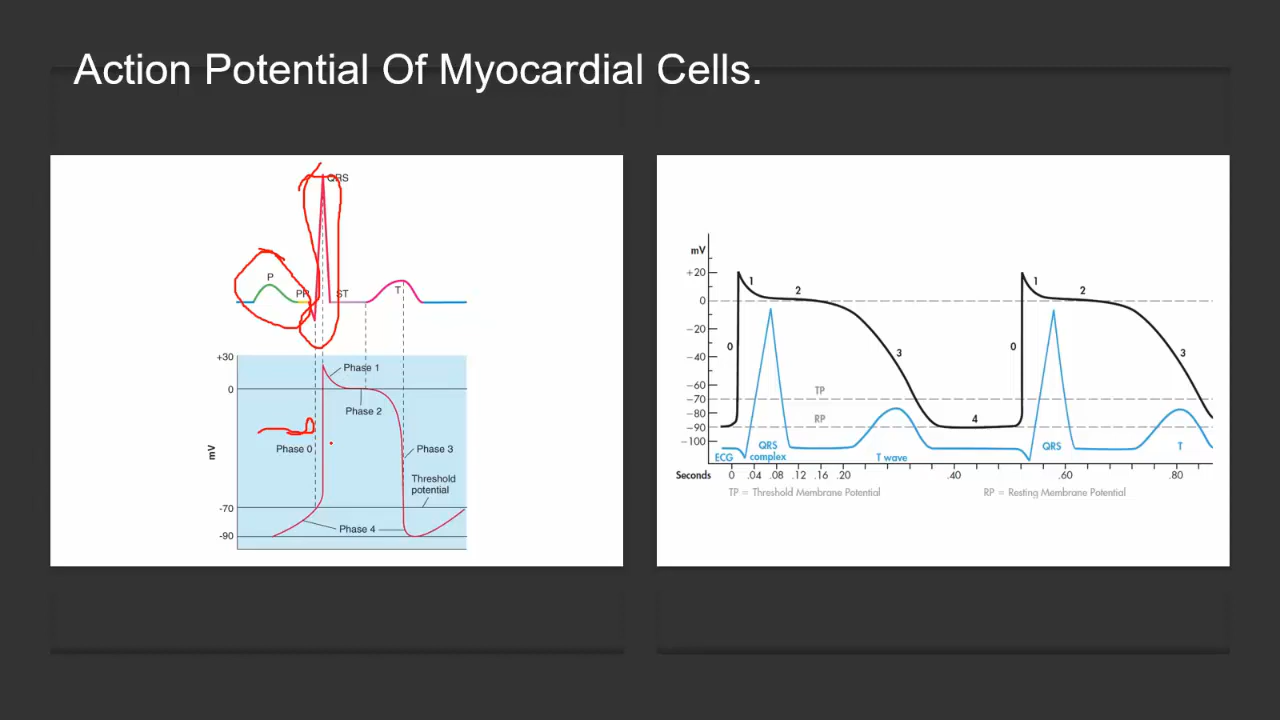 Action Potential Of Myocardial Cells.
QRS
P
PR
ST
T
+30
0
-70
-90
mV
Phase 1
Phase 2
Phase 0
Phase 3
Threshold
potential
Phase 4
mV
+20
0
−20
−40
−60
−70
−80
−90
−100
0
1
2
3
4
0
1
2
3
TP
RP
ECG
QRS
complex
T wave
QRS
T
Seconds 0 .04 .08 .12 .16 .20 .40 .60 .80
TP = Threshold Membrane Potential RP = Resting Membrane Potential